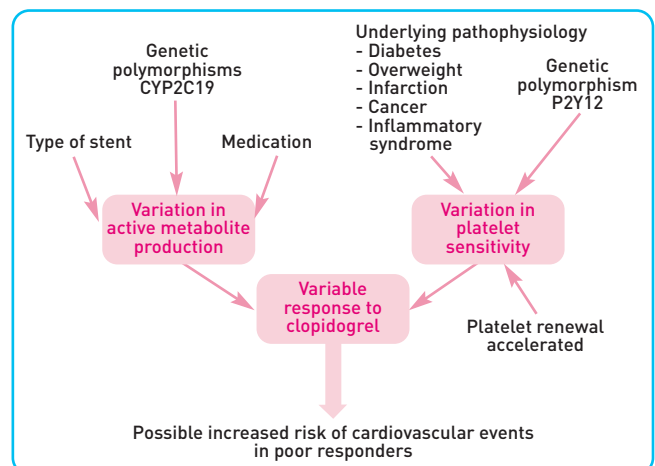 Underlying pathophysiology
- Diabetes
- Overweight
- Infarction
- Cancer
- Inflammatory
syndrome
Genetic
polymorphisms
CYP2C19
Genetic
polymorphism
P2Y12
Type of stent
Medication
Variation in
active metabolite
production
Variation in
platelet
sensitivity
Variable
response to
clopidogrel
Platelet renewal
accelerated
Possible increased risk of cardiovascular events
in poor responders